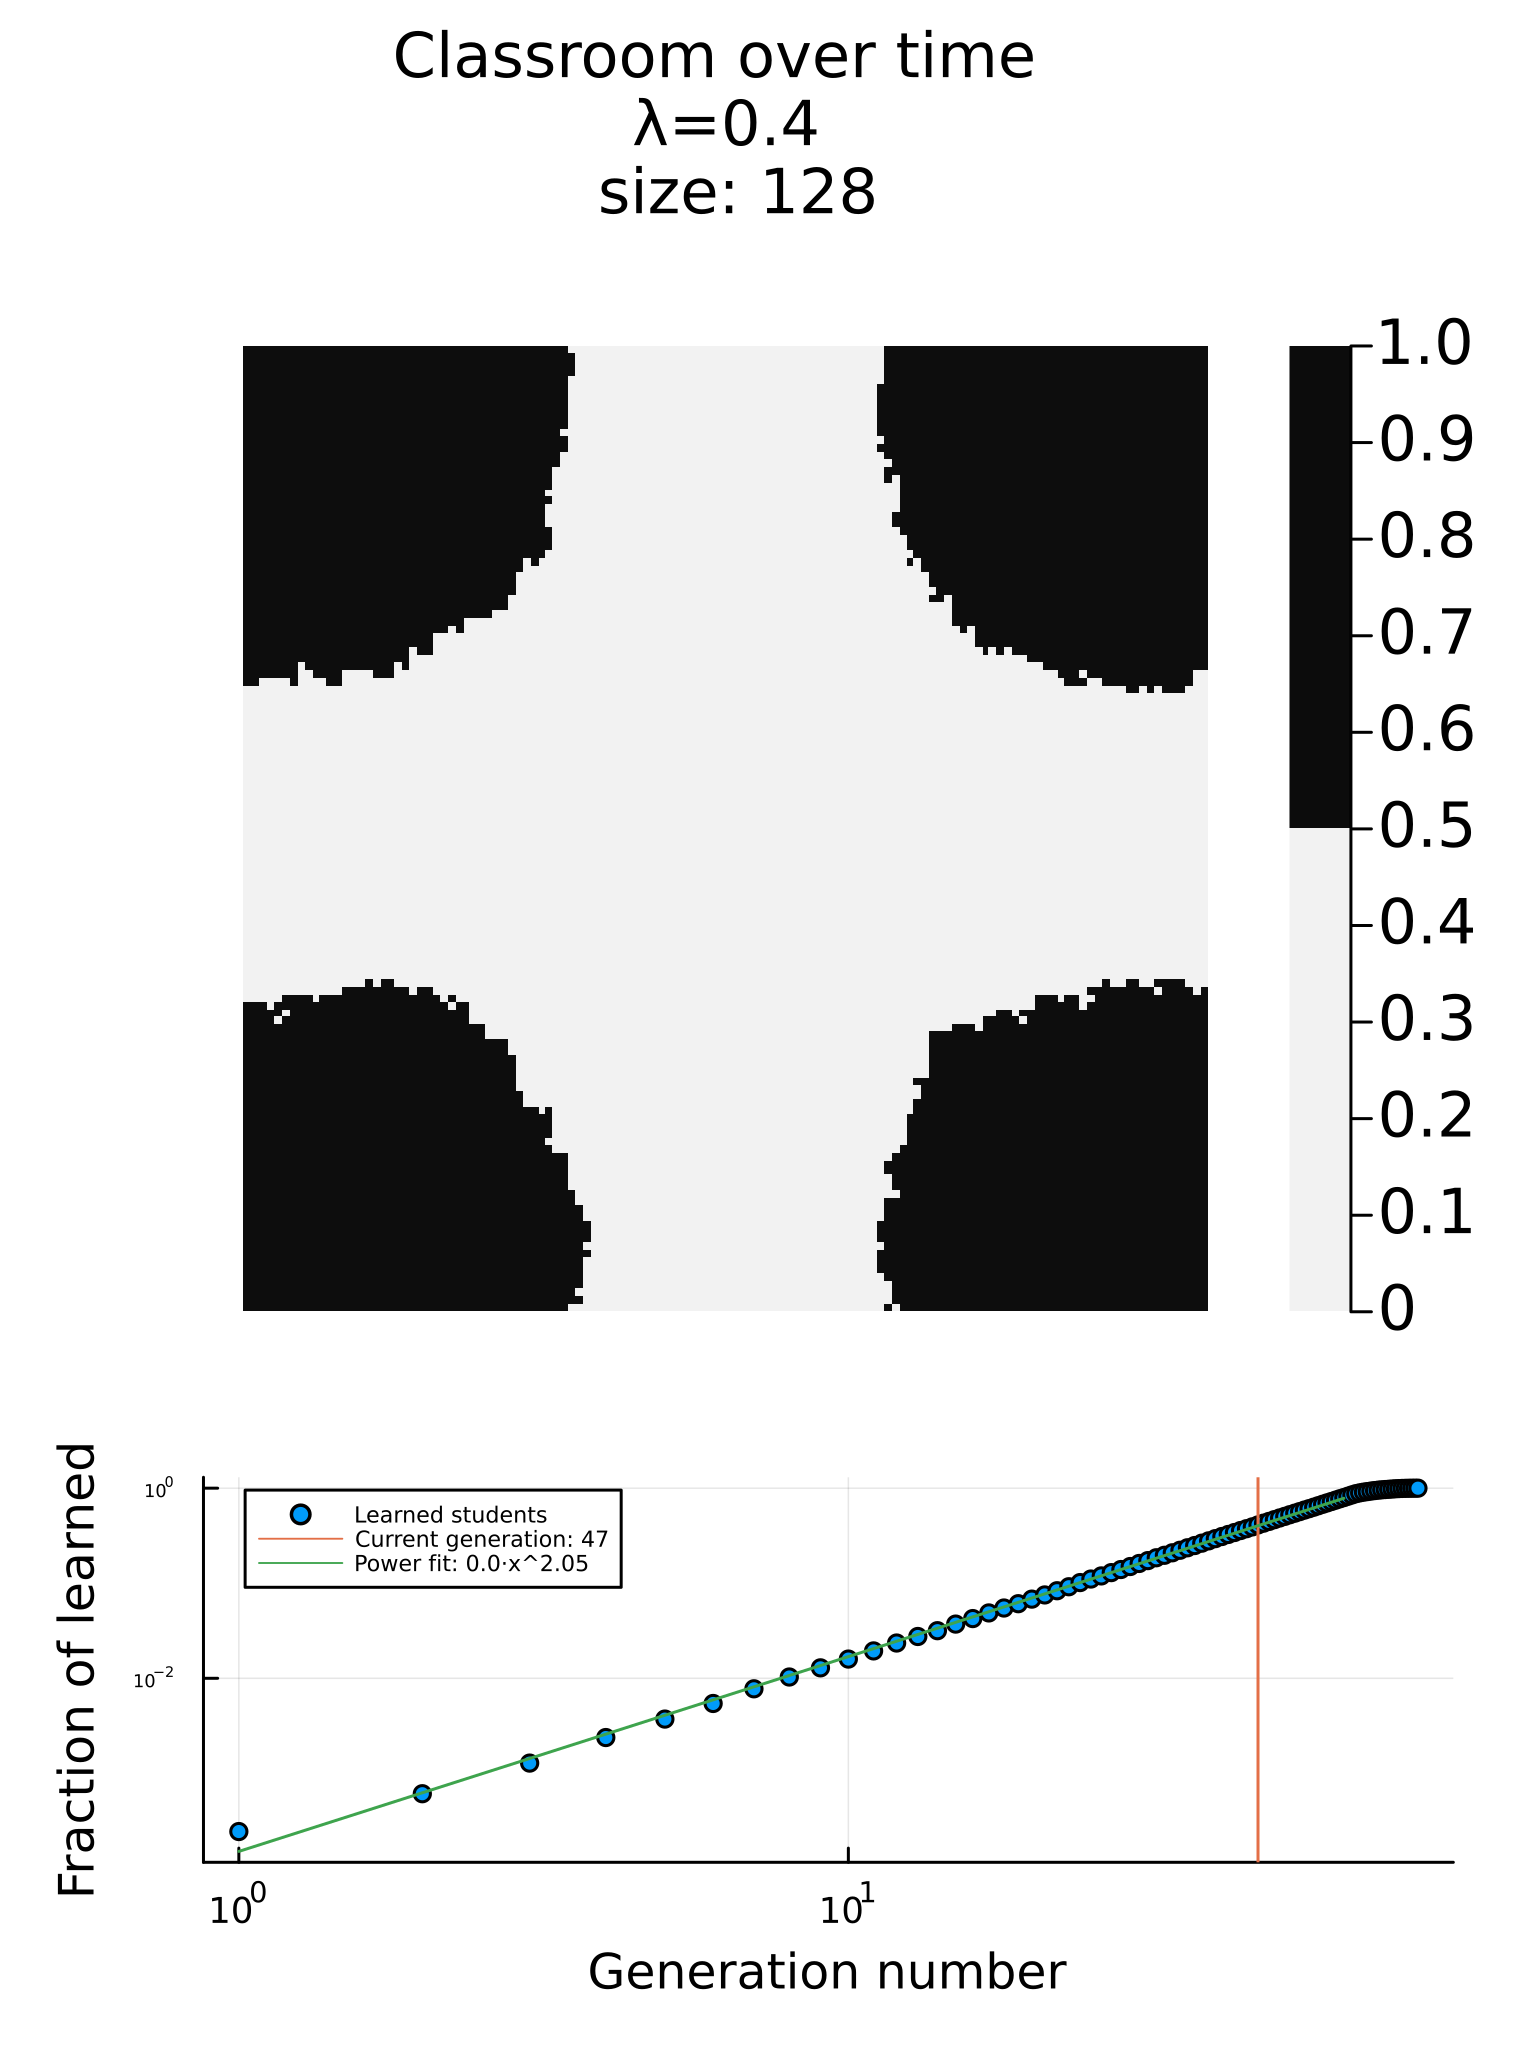 Classroom over time
λ=0.4
size: 128
1.0
0.9
0.8
0.7
0.6
0.5
0.4
0.3
0.2
0.1
0
Fraction of learned
10^0
10^-2
Learned students
Current generation: 47
Power fit: 0.0·x^2.05
10^0
10^1
Generation number